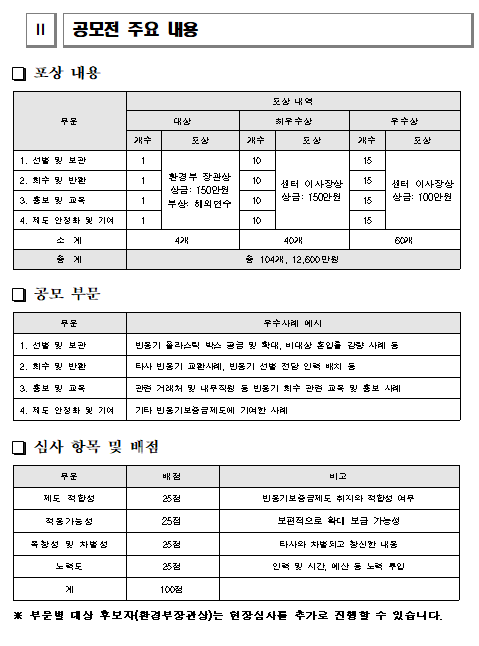 II 공모전 주요 내용
❏ 포상 내용
부문 포상 내역
대상 최우수상 우수상
개수 포상 개수 포상 개수 포상
1. 선별 및 보관 1 10 15
2. 회수 및 반환 1 10 15
3. 홍보 및 교육 1 10 15
4. 제도 안정화 및 기여 1 10 15
환경부 장관상
상금: 150만원
부상: 해외연수
센터 이사장상
상금: 150만원
센터 이사장상
상금: 100만원
소 계 4개 40개 60개
총 계 총 104개, 12,600만원
❏ 공모 부문
부문 우수사례 예시
1. 선별 및 보관 빈용기 플라스틱 박스 공급 및 확대, 비대상 혼입률 감량 사례 등
2. 회수 및 반환 타사 빈용기 교환사례, 빈용기 선별 전담 인력 배치 등
3. 홍보 및 교육 관련 거래처 및 내무직원 등 빈용기 회수 관련 교육 및 홍보 사례
4. 제도 안정화 및 기여 기타 빈용기보증금제도에 기여한 사례
❏ 심사 항목 및 배점
부문 배점 비고
제도 적합성 25점 빈용기보증금제도 취지와 적합성 여부
적용가능성 25점 보편적으로 확대 보급 가능성
독창성 및 차별성 25점 타사와 차별되고 참신한 내용
노력도 25점 인력 및 시간, 예산 등 노력 투입
계 100점
※ 부문별 대상 후보자(환경부장관상)는 현장심사를 추가로 진행할 수 있습니다.